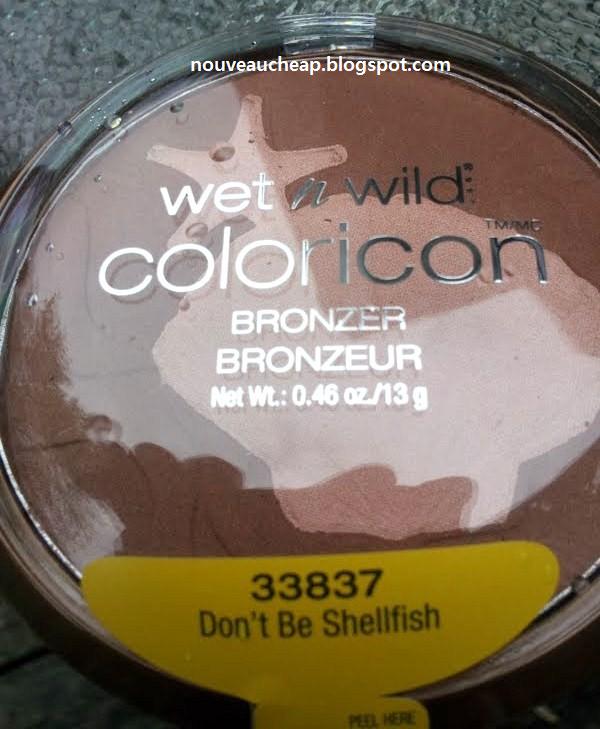 nouveaucheap.blogspot.com
wet n wild
coloricon TM/MC
BRONZER
BRONZEUR
Net Wt.: 0.46 oz./13 g
33837
Don't Be Shellfish
PEEL HERE